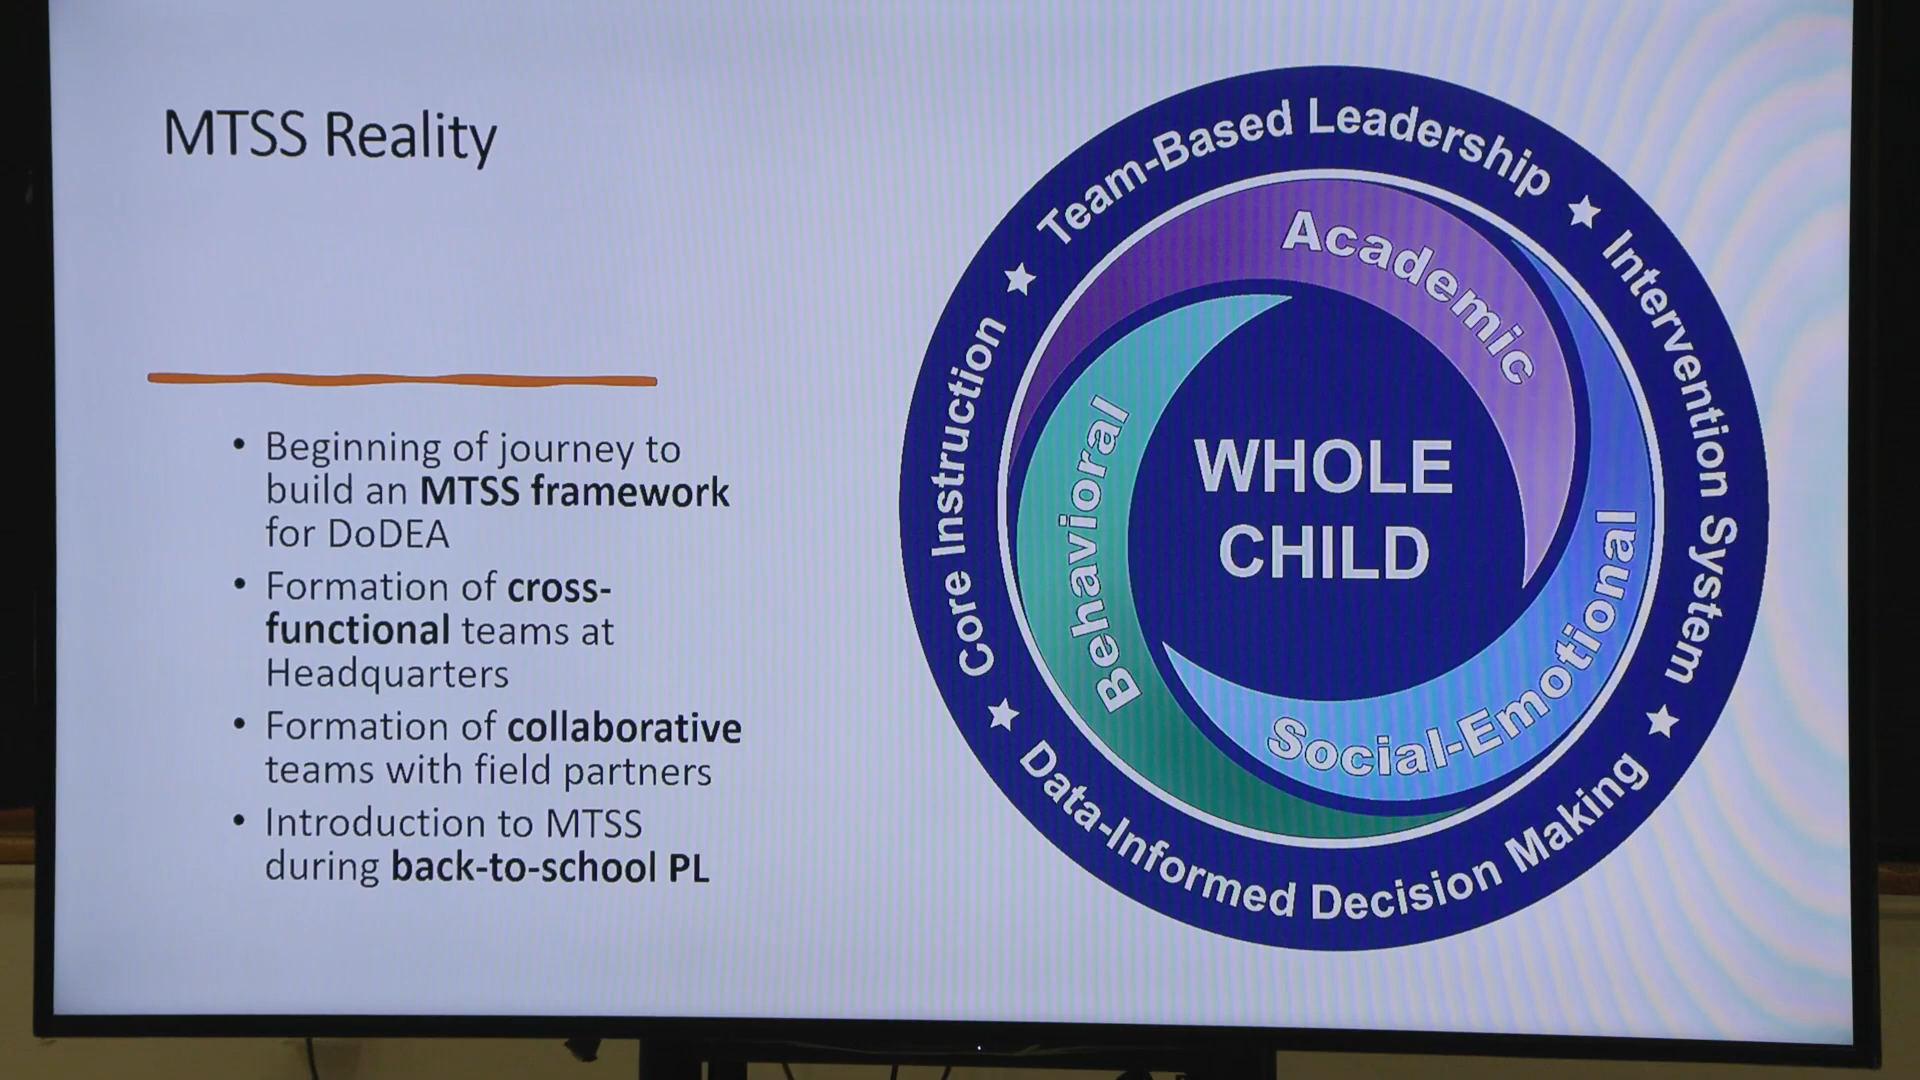 MTSS Reality
• Beginning of journey to
build an MTSS framework
for DoDEA
• Formation of cross-
functional teams at
Headquarters
• Formation of collaborative
teams with field partners
• Introduction to MTSS
during back-to-school PL
Team-Based Leadership
Intervention System
Data-Informed Decision Making
Core Instruction
Academic
Social-Emotional
Behavioral
WHOLE
CHILD